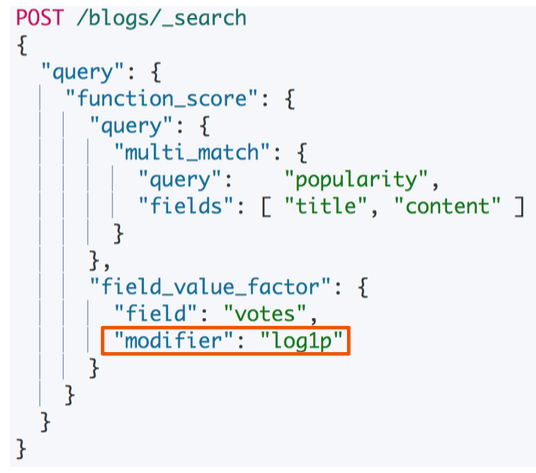 POST /blogs/_search
{
"query": {
"function_score": {
"query": {
"multi_match": {
"query": "popularity",
"fields": [ "title", "content" ]
}
},
"field_value_factor": {
"field": "votes",
"modifier": "log1p"
}
}
}
}